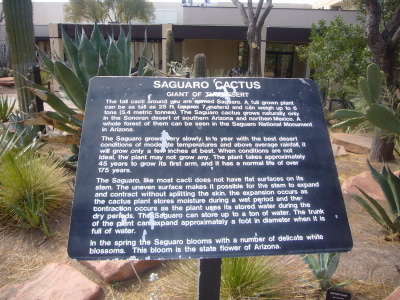 SAGUARO CACTUS
GIANT OF THE DESERT
The tall cacti around you are named Saguaro. A full grown plant
can be as tall as 25 ft. (approx. 7 meters) and can weigh up to 6
tons (5.4 metric tonnes). The Saguaro cactus grows naturally only
in the Sonoran desert of southern Arizona and northern Mexico. A
whole forest of them can be seen in the Saguaro National Monument
in Arizona.
The Saguaro grows very slowly. In a year with the best desert
conditions of moderate temperatures and above average rainfall, it
will grow only a few inches at best. When conditions are not
ideal, the plant may not grow any. The plant takes approximately
45 years to grow its first arm, and it has a normal life of over
175 years.
The Saguaro, like most cacti does not have flat surfaces on its
stem. The uneven surface makes it possible for the stem to expand
and contract without splitting the skin, the expansion occurs as
the cactus plant stores moisture during a wet period and the
contraction occurs as the plant uses its stored water during the
dry periods. The Saguaro can store up to a ton of water. The trunk
of the plant can expand approximately a foot in diameter when it is
full of water.
In the spring the Saguaro blooms with a number of delicate white
blossoms. This bloom is the state flower of Arizona.